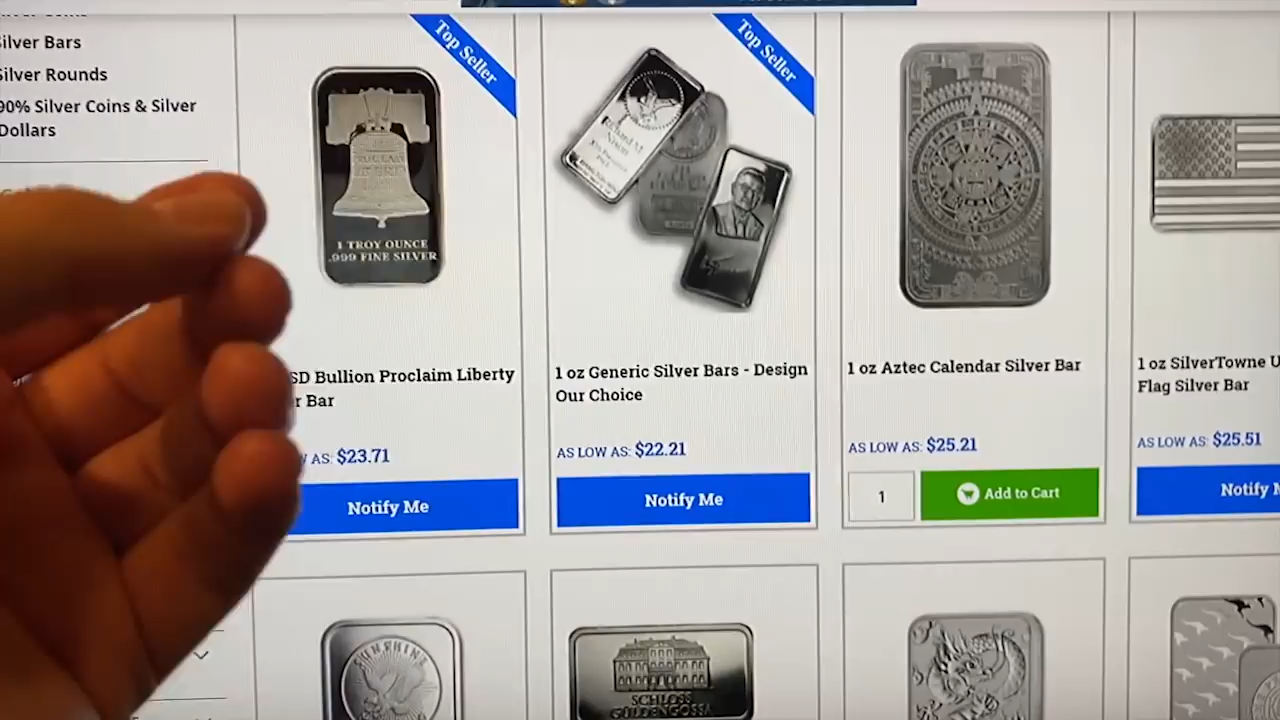 Silver Bars
Silver Rounds
90% Silver Coins & Silver
Dollars
Top Seller
1 TROY OUNCE
.999 FINE SILVER
SD Bullion Proclaim Liberty
r Bar
AS: $23.71
Notify Me
Top Seller
Richard M.
Nixon
1 oz Generic Silver Bars - Design
Our Choice
AS LOW AS: $22.21
Notify Me
1 oz Aztec Calendar Silver Bar
AS LOW AS: $25.21
1
Add to Cart
1 oz SilverTowne U
Flag Silver Bar
AS LOW AS: $25.51
Notify
SUNSHINE
SCHLOSS
GÜLDENGOSSA